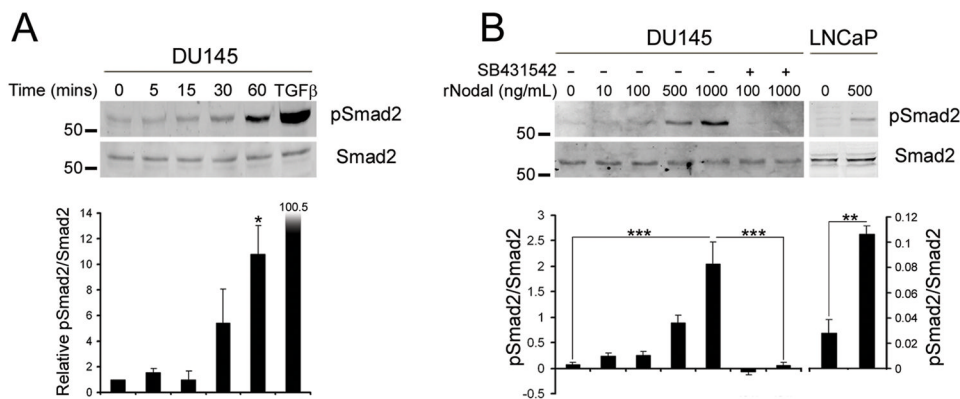 A
DU145
Time (mins) 0 5 15 30 60 TGFβ
pSmad2
50
Smad2
50
Relative pSmad2/Smad2
14
12
10
8
6
4
2
0
*
100.5
B
DU145
LNCaP
SB431542 - - - - - + +
rNodal (ng/mL) 0 10 100 500 1000 100 1000 0 500
pSmad2
50
Smad2
50
pSmad2/Smad2
3
2.5
2
1.5
1
0.5
0
-0.5
*** ***
**
0.12
0.1
0.08
0.06
0.04
0.02
0
pSmad2/Smad2